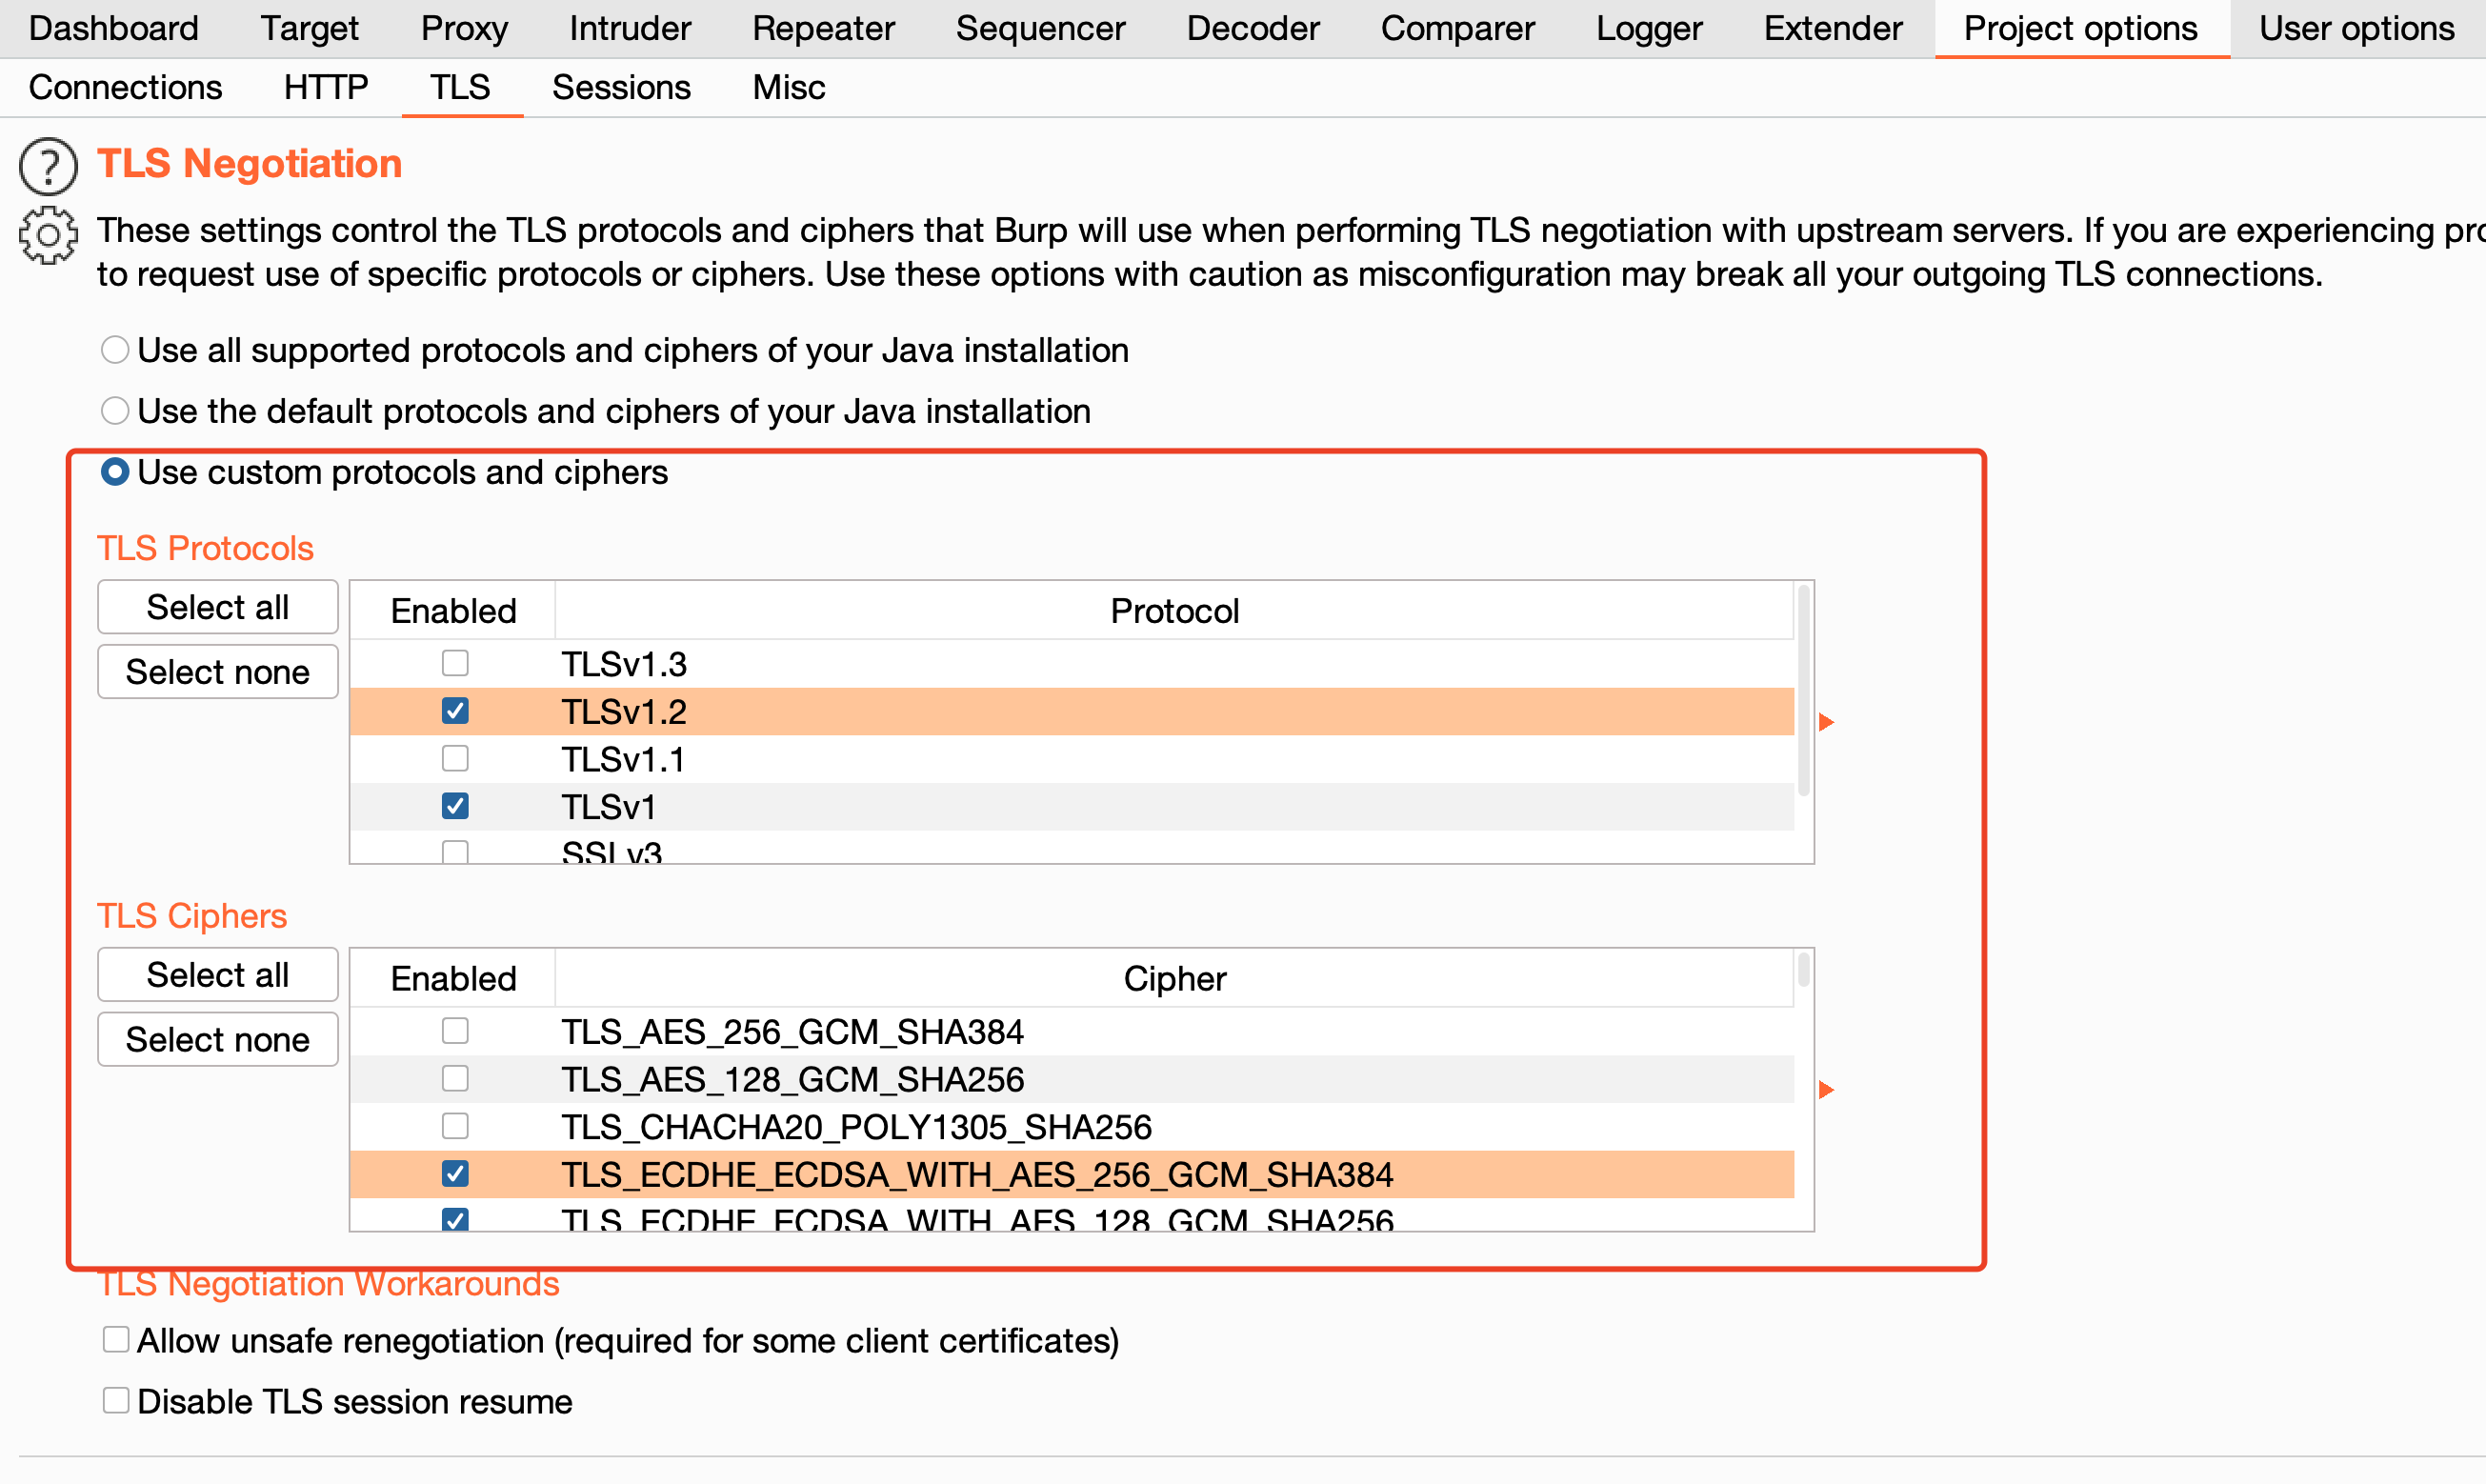 Dashboard Target Proxy Intruder Repeater Sequencer Decoder Comparer Logger Extender Project options User options
Connections HTTP TLS Sessions Misc
? TLS Negotiation
These settings control the TLS protocols and ciphers that Burp will use when performing TLS negotiation with upstream servers. If you are experiencing pro
to request use of specific protocols or ciphers. Use these options with caution as misconfiguration may break all your outgoing TLS connections.
Use all supported protocols and ciphers of your Java installation
Use the default protocols and ciphers of your Java installation
Use custom protocols and ciphers
TLS Protocols
Select all
Select none
Enabled Protocol
TLSv1.3
TLSv1.2
TLSv1.1
TLSv1
SSLv3
TLS Ciphers
Select all
Select none
Enabled Cipher
TLS_AES_256_GCM_SHA384
TLS_AES_128_GCM_SHA256
TLS_CHACHA20_POLY1305_SHA256
TLS_ECDHE_ECDSA_WITH_AES_256_GCM_SHA384
TLS_ECDHE_ECDSA_WITH_AES_128_GCM_SHA256
TLS Negotiation Workarounds
Allow unsafe renegotiation (required for some client certificates)
Disable TLS session resume